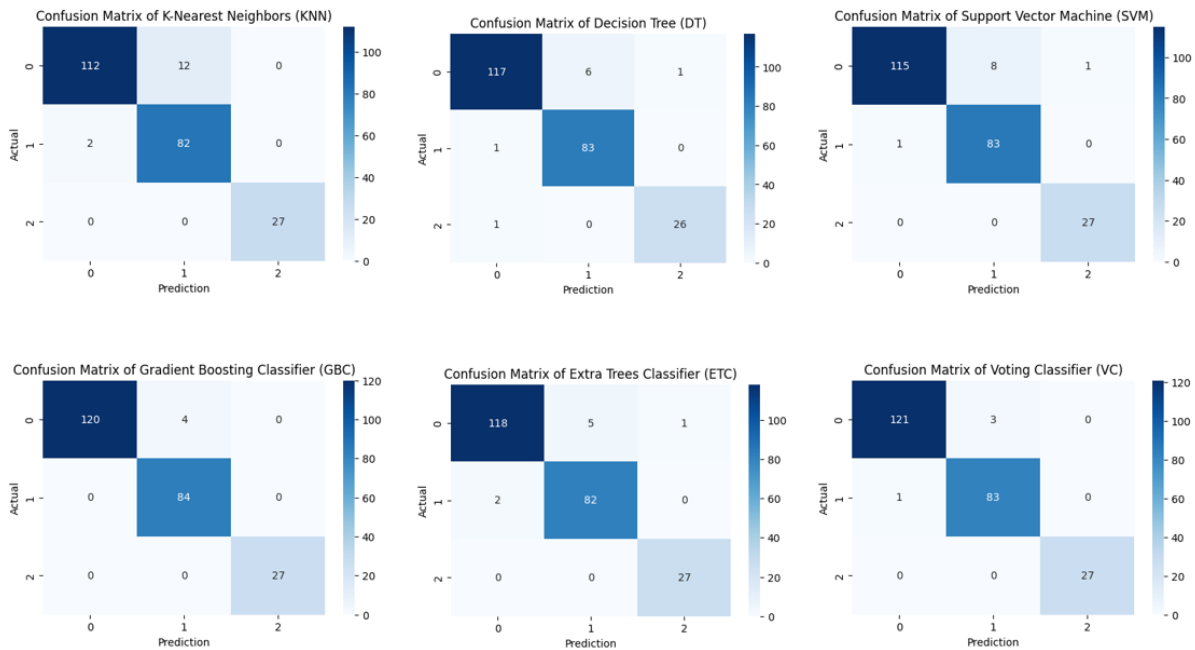 Confusion Matrix of K-Nearest Neighbors (KNN)
0 112 12 0
Actual
1 2 82 0
2 0 0 27
0 1 2
Prediction
100
80
60
40
20
0
Confusion Matrix of Decision Tree (DT)
0 117 6 1
Actual
1 1 83 0
2 1 0 26
0 1 2
Prediction
100
80
60
40
20
0
Confusion Matrix of Support Vector Machine (SVM)
0 115 8 1
Actual
1 1 83 0
2 0 0 27
0 1 2
Prediction
100
80
60
40
20
0
Confusion Matrix of Gradient Boosting Classifier (GBC)
0 120 4 0
Actual
1 0 84 0
2 0 0 27
0 1 2
Prediction
120
100
80
60
40
20
0
Confusion Matrix of Extra Trees Classifier (ETC)
0 118 5 1
Actual
1 2 82 0
2 0 0 27
0 1 2
Prediction
100
80
60
40
20
0
Confusion Matrix of Voting Classifier (VC)
0 121 3 0
Actual
1 1 83 0
2 0 0 27
0 1 2
Prediction
120
100
80
60
40
20
0